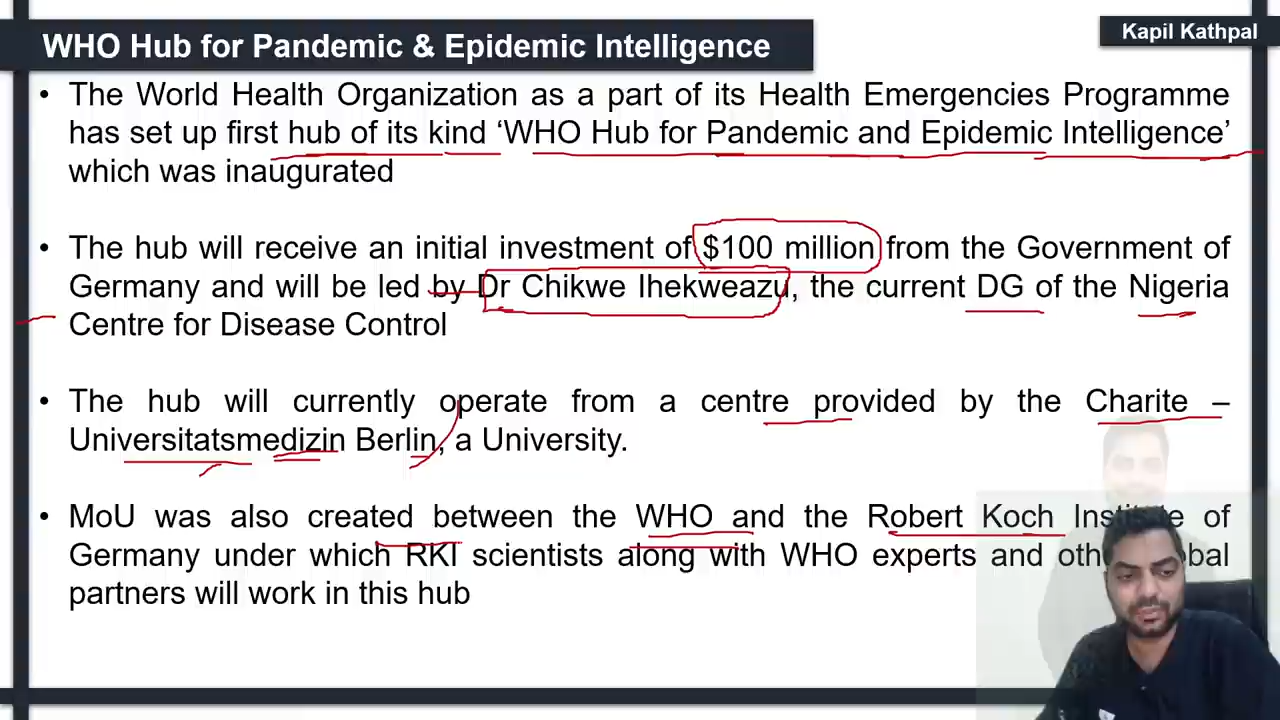 WHO Hub for Pandemic & Epidemic Intelligence
Kapil Kathpal
• The World Health Organization as a part of its Health Emergencies Programme
has set up first hub of its kind ‘WHO Hub for Pandemic and Epidemic Intelligence’
which was inaugurated
• The hub will receive an initial investment of $100 million from the Government of
Germany and will be led by Dr Chikwe Ihekweazu, the current DG of the Nigeria
Centre for Disease Control
• The hub will currently operate from a centre provided by the Charite –
Universitatsmedizin Berlin, a University.
• MoU was also created between the WHO and the Robert Koch Institute of
Germany under which RKI scientists along with WHO experts and other global
partners will work in this hub